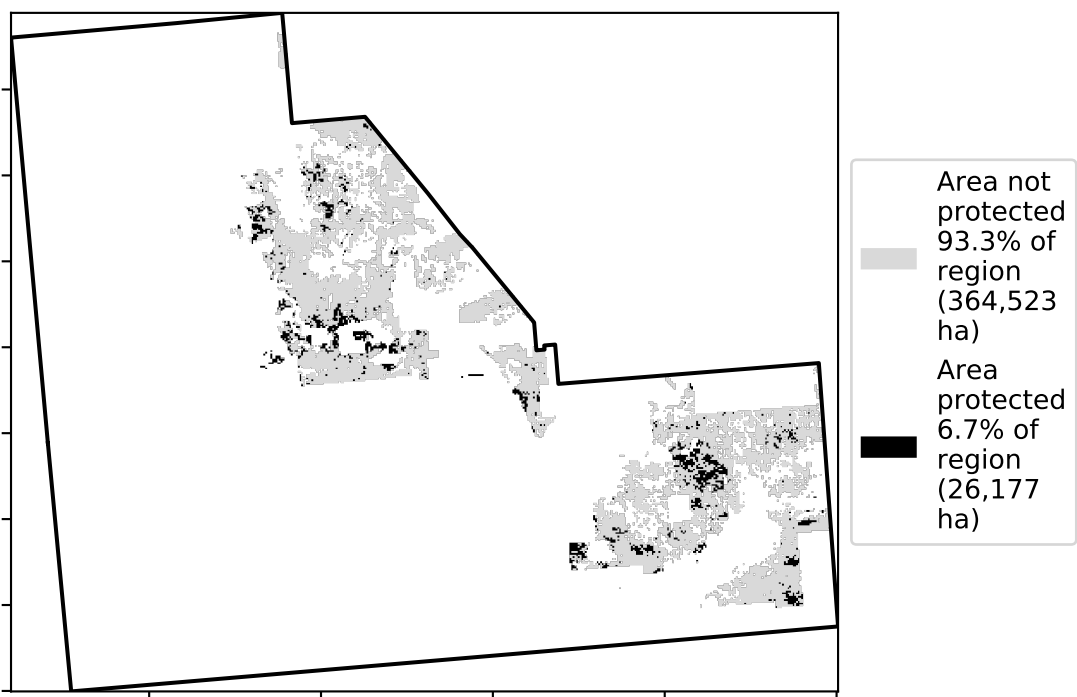 Area not
protected
93.3% of
region
(364,523
ha)
Area
protected
6.7% of
region
(26,177
ha)